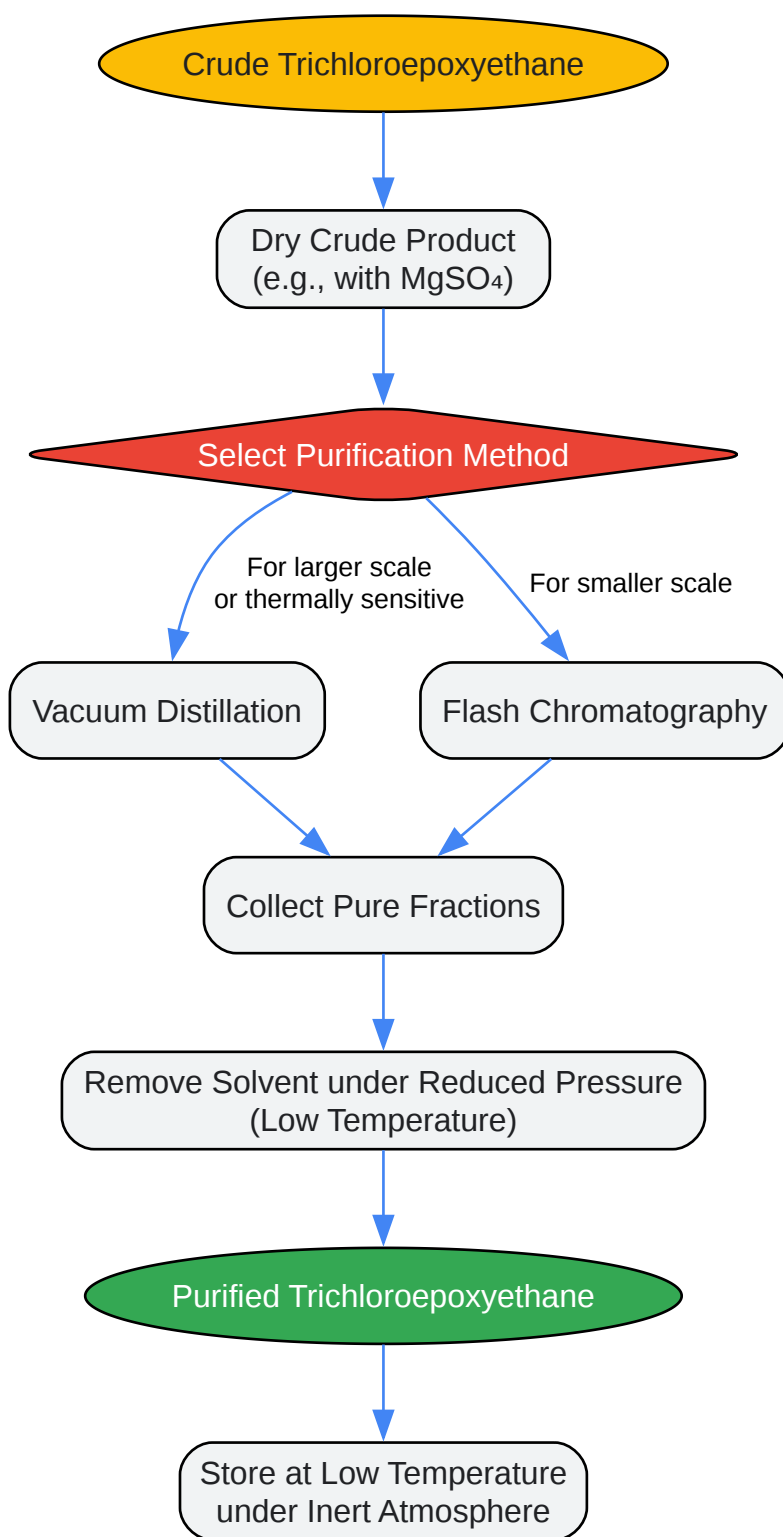 Crude Trichloroepoxyethane
Dry Crude Product
(e.g., with MgSO₄)
Select Purification Method
For larger scale
or thermally sensitive
For smaller scale
Vacuum Distillation
Flash Chromatography
Collect Pure Fractions
Remove Solvent under Reduced Pressure
(Low Temperature)
Purified Trichloroepoxyethane
Store at Low Temperature
under Inert Atmosphere